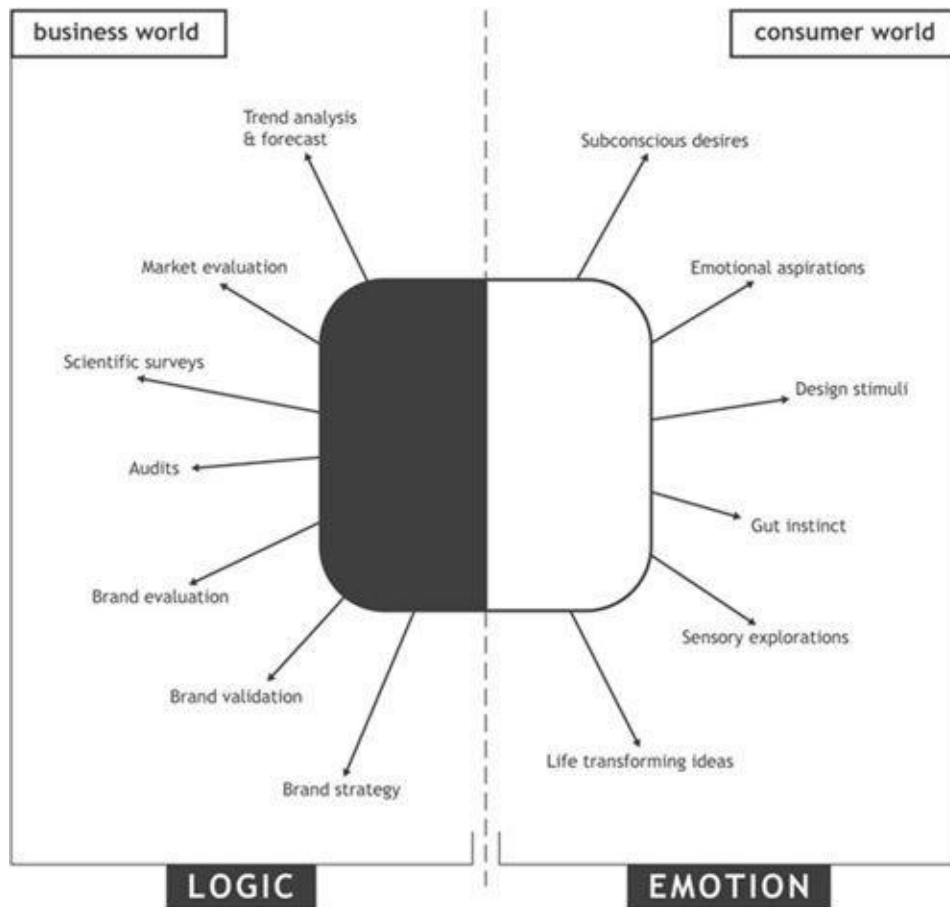 business world
consumer world
Trend analysis
& forecast
Market evaluation
Scientific surveys
Audits
Brand evaluation
Brand validation
Brand strategy
Subconscious desires
Emotional aspirations
Design stimuli
Gut instinct
Sensory explorations
Life transforming ideas
LOGIC
EMOTION